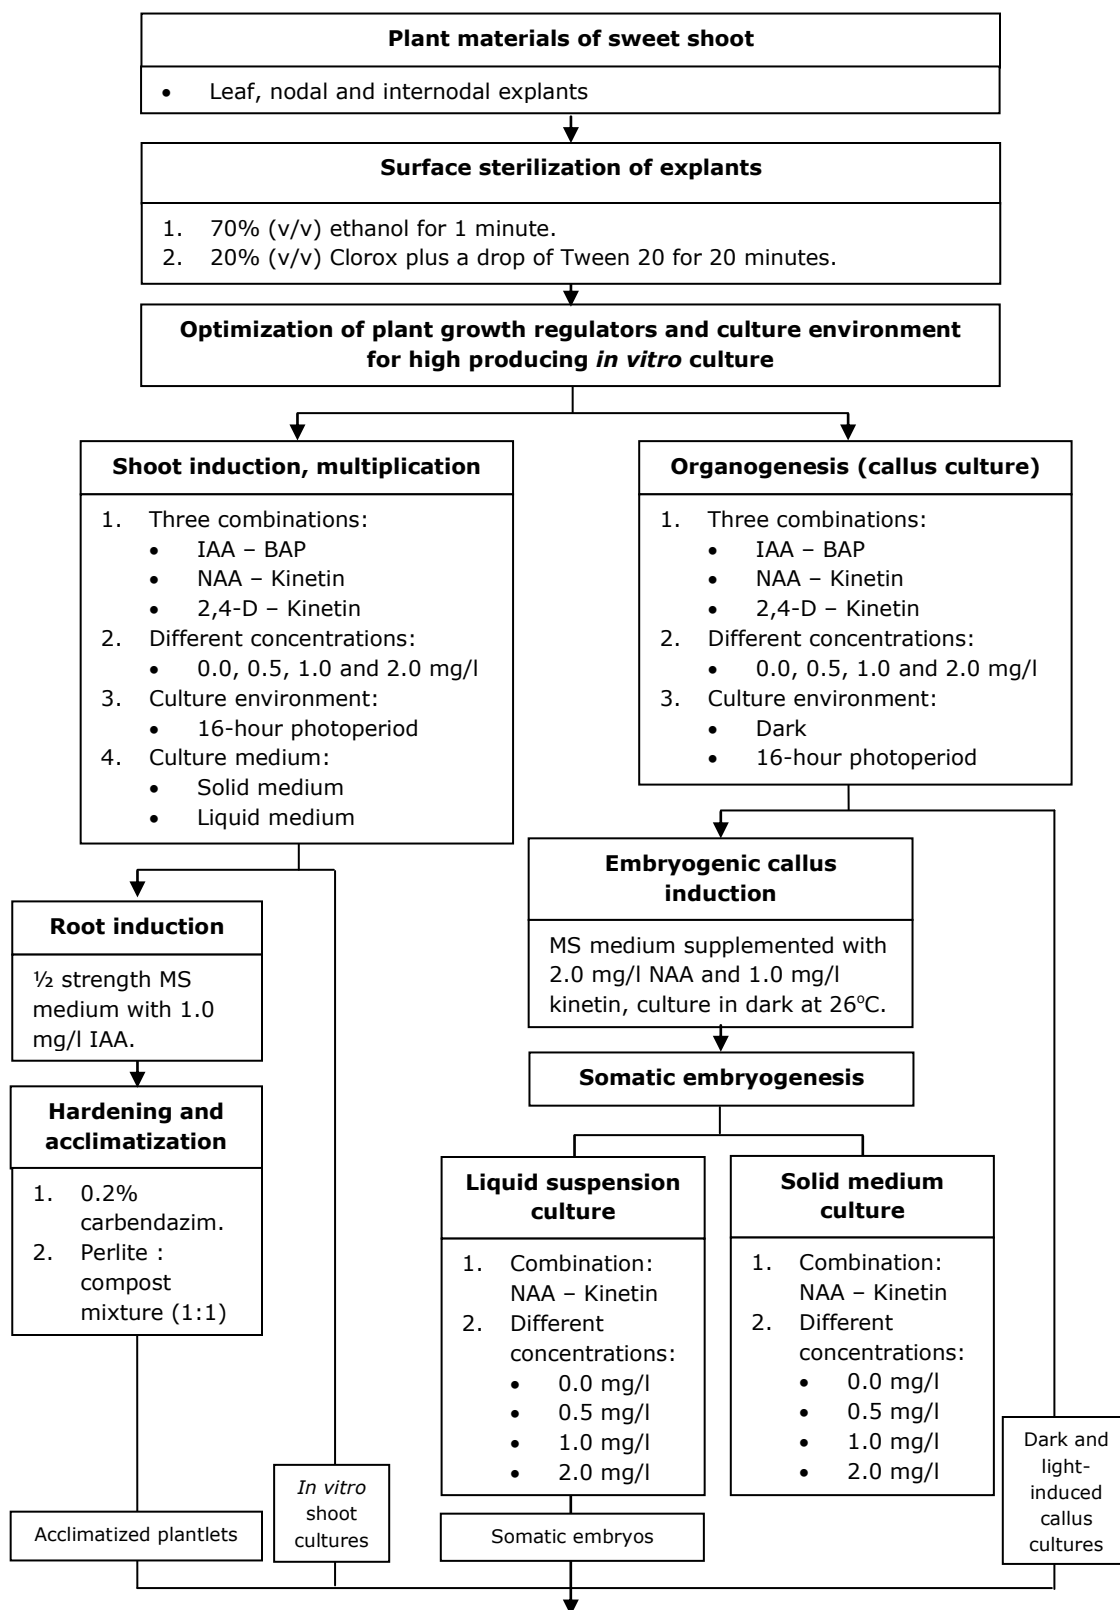 Plant materials of sweet shoot
• Leaf, nodal and internodal explants
Surface sterilization of explants
1. 70% (v/v) ethanol for 1 minute.
2. 20% (v/v) Clorox plus a drop of Tween 20 for 20 minutes.
Optimization of plant growth regulators and culture environment
for high producing in vitro culture
Shoot induction, multiplication
1. Three combinations:
• IAA – BAP
• NAA – Kinetin
• 2,4-D – Kinetin
2. Different concentrations:
• 0.0, 0.5, 1.0 and 2.0 mg/l
3. Culture environment:
• 16-hour photoperiod
4. Culture medium:
• Solid medium
• Liquid medium
Organogenesis (callus culture)
1. Three combinations:
• IAA – BAP
• NAA – Kinetin
• 2,4-D – Kinetin
2. Different concentrations:
• 0.0, 0.5, 1.0 and 2.0 mg/l
3. Culture environment:
• Dark
• 16-hour photoperiod
Root induction
½ strength MS
medium with 1.0
mg/l IAA.
Hardening and
acclimatization
1. 0.2%
carbendazim.
2. Perlite :
compost
mixture (1:1)
Acclimatized plantlets
In vitro
shoot
cultures
Embryogenic callus
induction
MS medium supplemented with
2.0 mg/l NAA and 1.0 mg/l
kinetin, culture in dark at 26°C.
Somatic embryogenesis
Liquid suspension
culture
1. Combination:
NAA – Kinetin
2. Different
concentrations:
• 0.0 mg/l
• 0.5 mg/l
• 1.0 mg/l
• 2.0 mg/l
Somatic embryos
Solid medium
culture
1. Combination:
NAA – Kinetin
2. Different
concentrations:
• 0.0 mg/l
• 0.5 mg/l
• 1.0 mg/l
• 2.0 mg/l
Dark and
light-
induced
callus
cultures